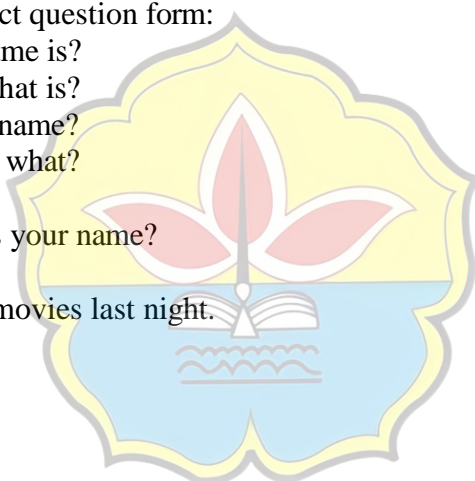 ct question form:
me is?
hat is?
name?
what?
your name?
movies last night.